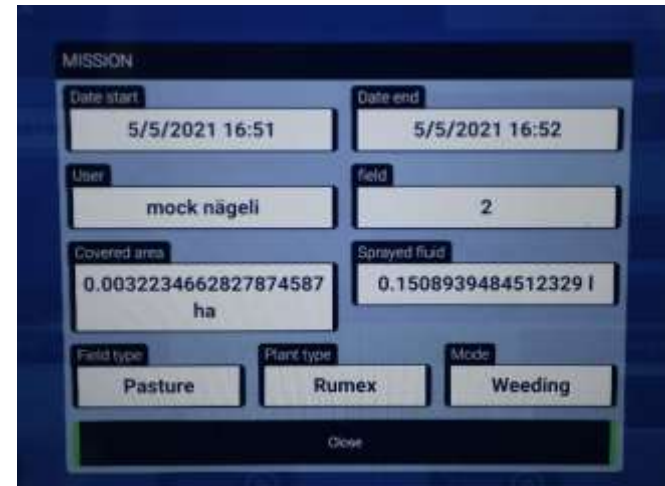 MISSION
Date start
Date end
5/5/2021 16:51
5/5/2021 16:52
User
field
mock nägeli
2
Covered area
Sprayed fluid
0.0032234662827874587
ha
0.1508939484512329 l
Field type
Plant type
Mode
Pasture
Rumex
Weeding
Close